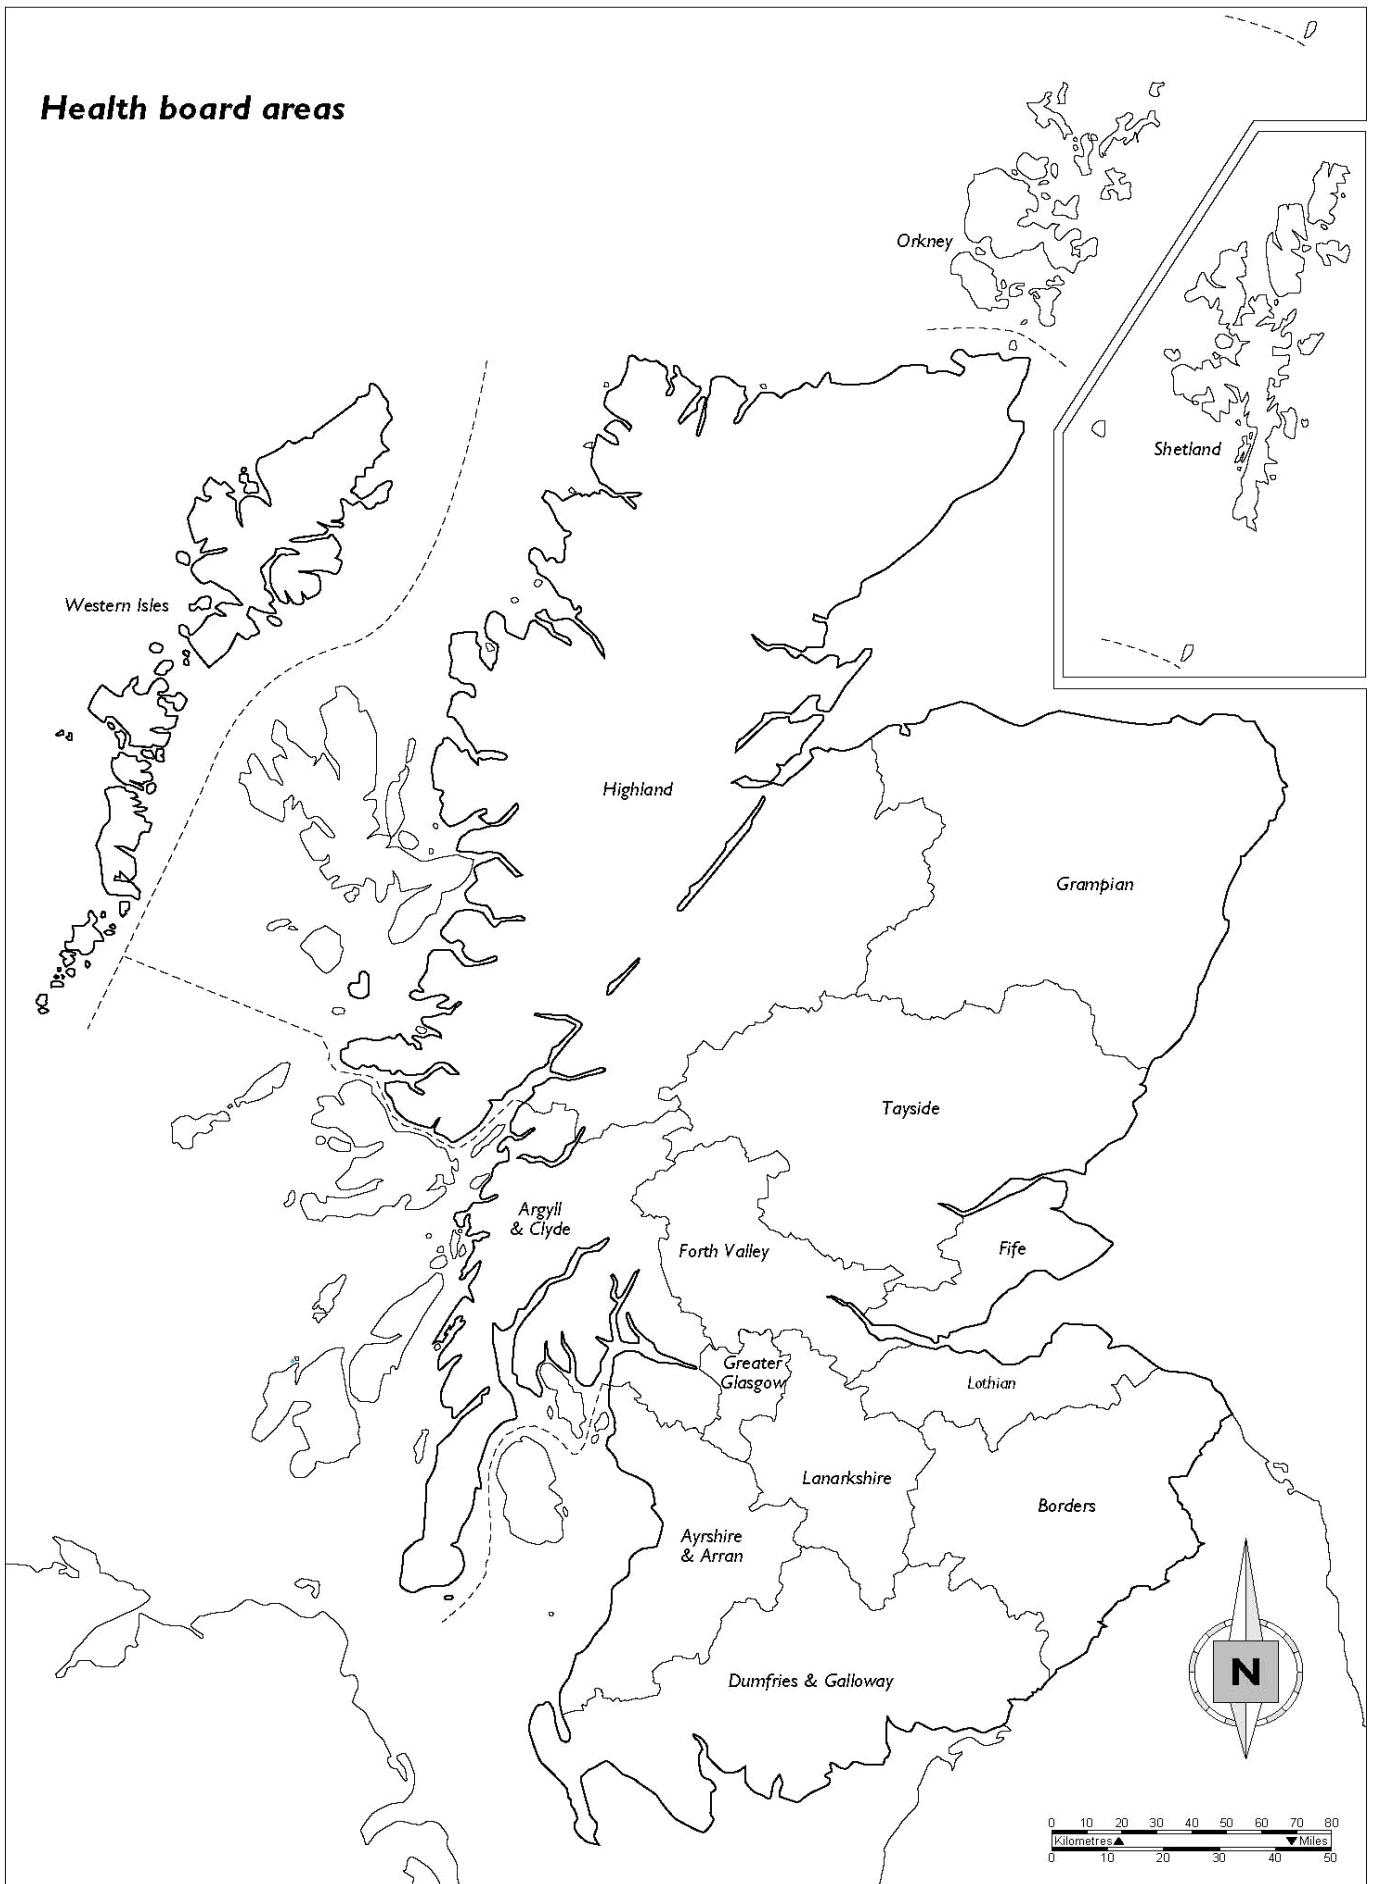 Health board areas
Orkney
Shetland
Western Isles
Highland
Grampian
Tayside
Argyll
& Clyde
Forth Valley
Fife
Greater
Glasgow
Lothian
Lanarkshire
Borders
Ayrshire
& Arran
Dumfries & Galloway
N
0 10 20 30 40 50 60 70 80
Kilometres Miles
0 10 20 30 40 50